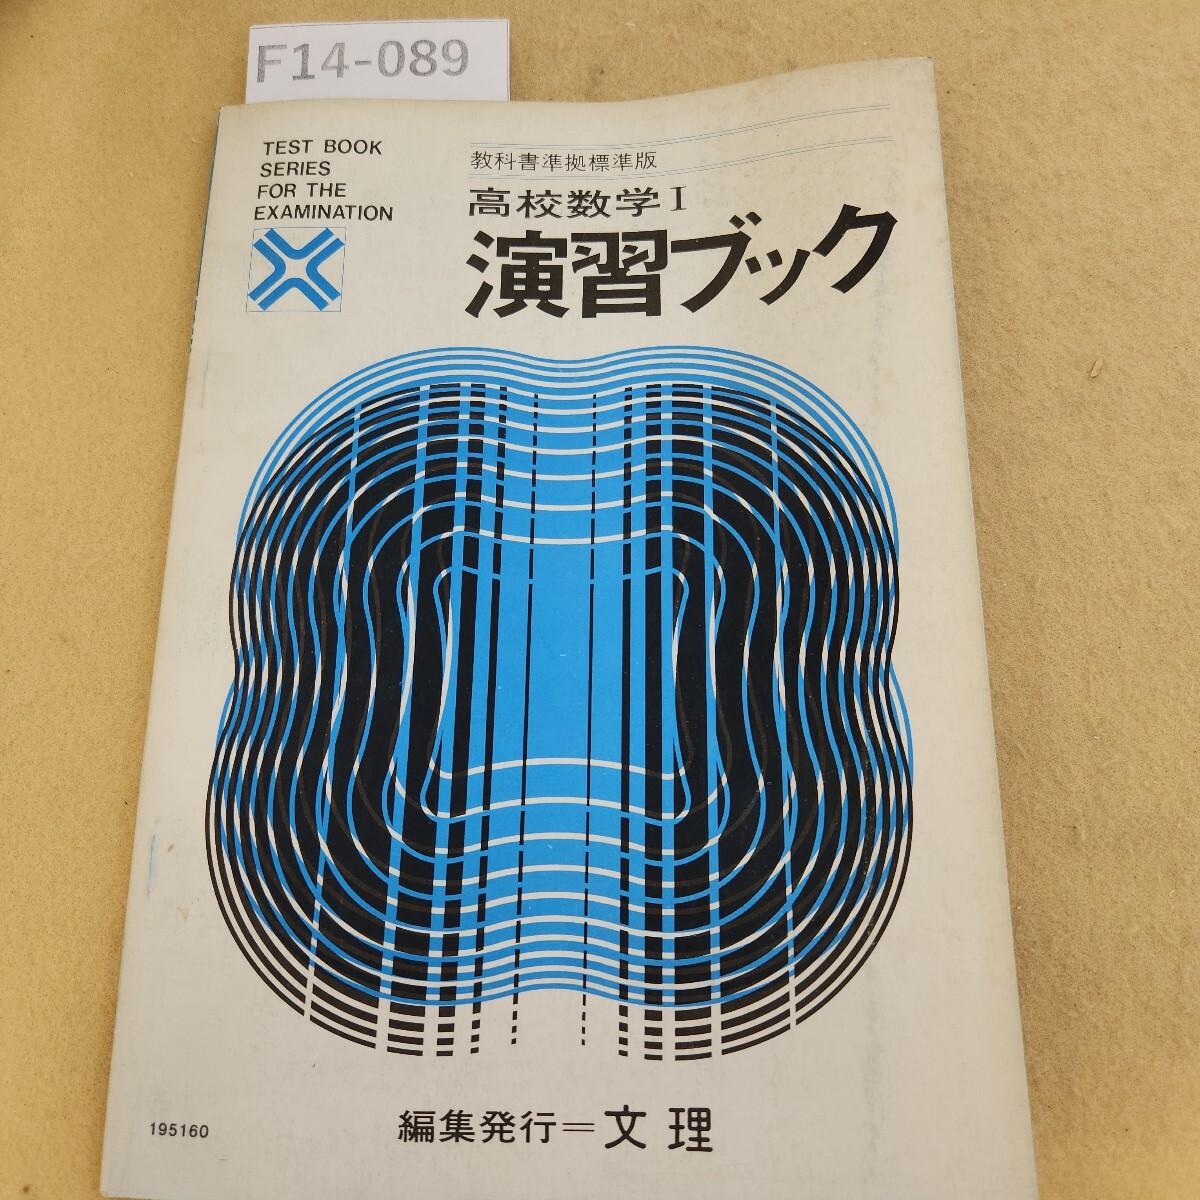 F14-089
TEST BOOK
SERIES
FOR THE
EXAMINATION
教科書準拠標準版
高校数学I
演習ブック
195160
編集発行=文理